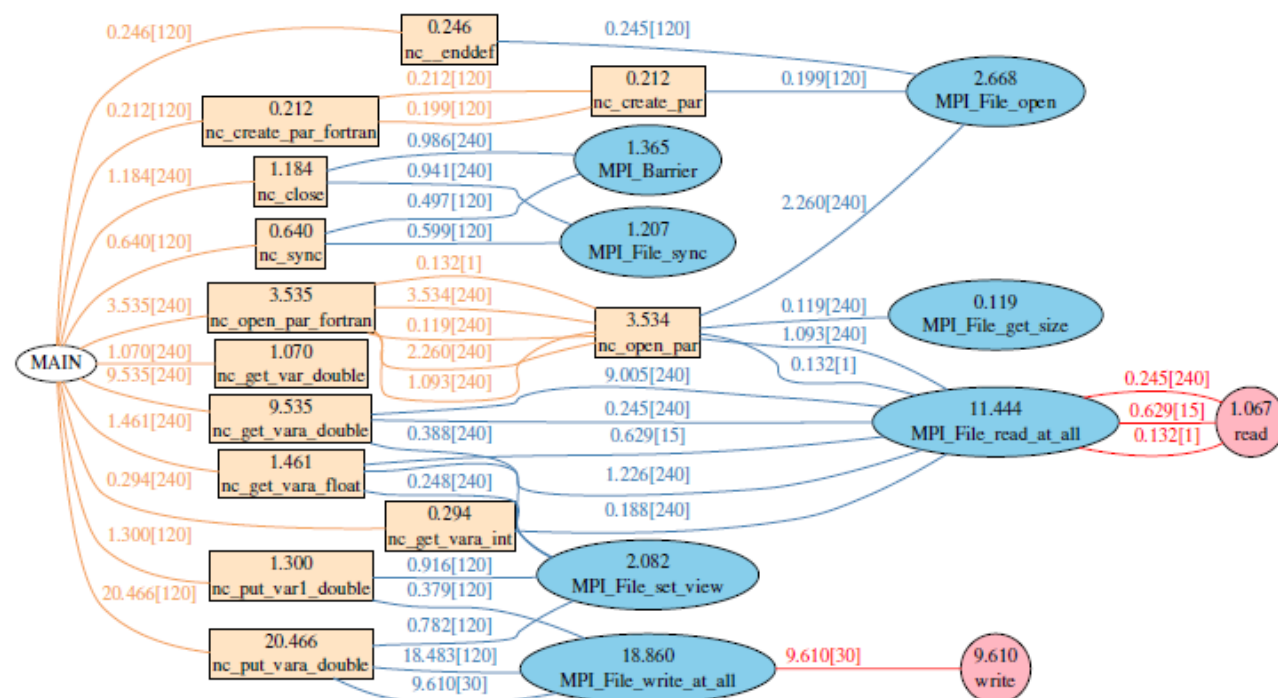 0.246[120]
0.246
nc__enddef
0.245[120]
2.668
MPI_File_open
0.212[120]
0.212
nc_create_par_fortran
0.212[120]
0.199[120]
0.212
nc_create_par
0.199[120]
1.184[240]
1.184
nc_close
0.986[240]
0.941[240]
1.365
MPI_Barrier
0.640[120]
0.640
nc_sync
0.497[120]
0.599[120]
1.207
MPI_File_sync
2.260[240]
3.535[240]
3.535
nc_open_par_fortran
0.132[1]
3.534[240]
0.119[240]
2.260[240]
1.093[240]
3.534
nc_open_par
0.119[240]
1.093[240]
0.132[1]
0.119
MPI_File_get_size
MAIN
1.070[240]
1.070
nc_get_var_double
9.535[240]
9.535
nc_get_vara_double
9.005[240]
0.245[240]
0.388[240]
0.629[15]
11.444
MPI_File_read_at_all
0.245[240]
0.629[15]
0.132[1]
1.067
read
1.461[240]
1.461
nc_get_vara_float
0.248[240]
1.226[240]
0.294[240]
0.294
nc_get_vara_int
0.188[240]
1.300[120]
1.300
nc_put_var1_double
0.916[120]
0.379[120]
2.082
MPI_File_set_view
20.466[120]
20.466
nc_put_vara_double
0.782[120]
18.483[120]
9.610[30]
18.860
MPI_File_write_at_all
9.610[30]
9.610
write